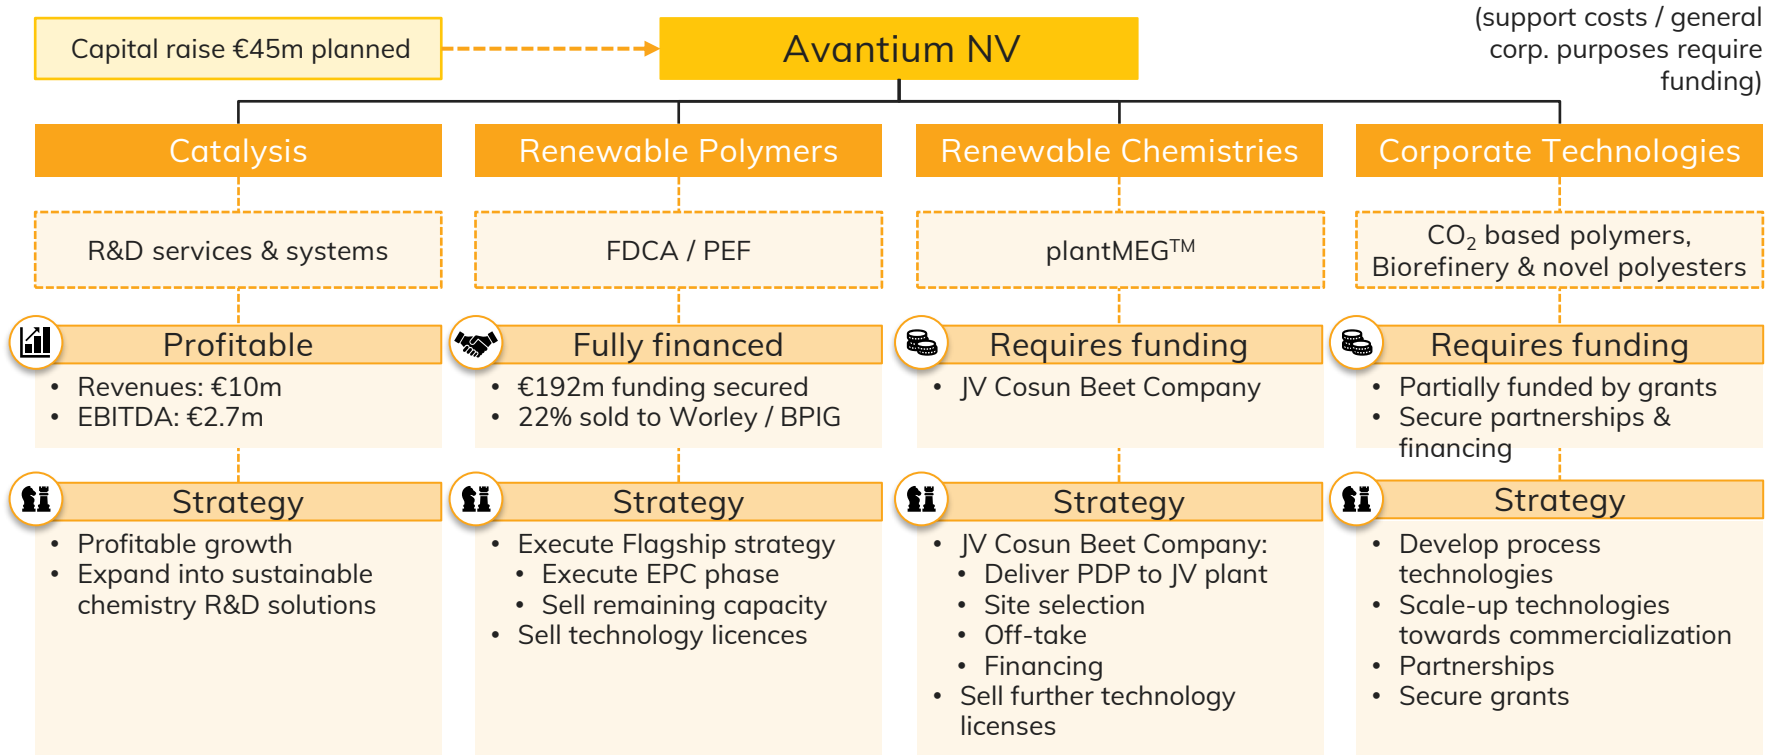 Capital raise €45m planned
Avantium NV
(support costs / general
corp. purposes require
funding)
Catalysis
R&D services & systems
Profitable
• Revenues: €10m
• EBITDA: €2.7m
Strategy
• Profitable growth
• Expand into sustainable
chemistry R&D solutions
Renewable Polymers
FDCA / PEF
Fully financed
• €192m funding secured
• 22% sold to Worley / BPIG
Strategy
• Execute Flagship strategy
• Execute EPC phase
• Sell remaining capacity
• Sell technology licences
Renewable Chemistries
plantMEG™
Requires funding
• JV Cosun Beet Company
Strategy
• JV Cosun Beet Company:
• Deliver PDP to JV plant
• Site selection
• Off-take
• Financing
• Sell further technology
licenses
Corporate Technologies
CO₂ based polymers,
Biorefinery & novel polyesters
Requires funding
• Partially funded by grants
• Secure partnerships &
financing
Strategy
• Develop process
technologies
• Scale-up technologies
towards commercialization
• Partnerships
• Secure grants